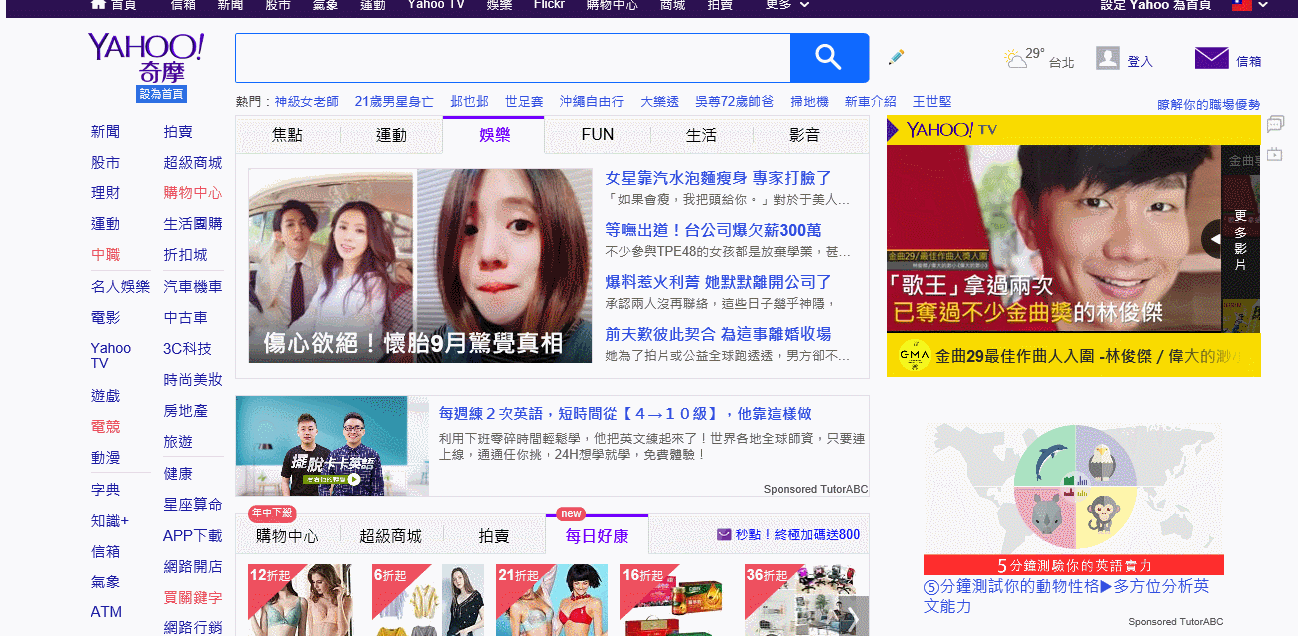 首頁 信箱 新聞 股市 氣象 運動 Yahoo TV 娛樂 Flickr 購物中心 商城 拍賣 更多 設定 Yahoo 為首頁
YAHOO!
奇摩
設為首頁
29°
台北
登入
信箱
熱門：神級女老師 21歲男星身亡 邺也邺 世足賽 沖繩自由行 大樂透 吳尊72歲帥爸 掃地機 新車介紹 王世堅
瞭解你的職場優勢
新聞
股市
理財
運動
中職
名人娛樂
電影
Yahoo
TV
遊戲
電競
動漫
字典
知識+
信箱
氣象
ATM
拍賣
超級商城
購物中心
生活團購
折扣城
汽車機車
中古車
3C科技
時尚美妝
房地產
旅遊
健康
星座算命
APP下載
網路開店
買關鍵字
網路行銷
焦點 運動 娛樂 FUN 生活 影音
傷心欲絕！懷胎9月驚覺真相
女星靠汽水泡麵瘦身 專家打臉了
「如果會瘦，我把頭給你。」對於于美人...
等嘸出道！台公司爆欠薪300萬
不少參與TPE48的女孩都是放棄學業，甚...
爆料惹火利菁 她默默離開公司了
承認兩人沒再聯絡，這些日子幾乎神隱，
前夫歎彼此契合 為這事離婚收場
她為了拍片或公益全球跑透透，男方卻不...
擺脫卡卡英語
每週練２次英語，短時間從【４→１０級】，他靠這樣做
利用下班零碎時間輕鬆學，他把英文練起來了！世界各地全球師資，只要連
上線，通通任你挑，24H想學就學，免費體驗！
Sponsored TutorABC
年中下殺
new
購物中心 超級商城 拍賣 每日好康
秒點！終極加碼送800
12折起 6折起 21折起 16折起 36折起
YAHOO! TV
金曲
更多影片
金曲29/最佳作曲人獎人圍
「歌王」拿過兩次
已奪過不少金曲獎的林俊傑
GMA
金曲29最佳作曲人入圍 -林俊傑 / 偉大的渺小
5分鐘測驗你的英語實力
⑤分鐘測試你的動物性格▶多方位分析英
文能力
Sponsored TutorABC